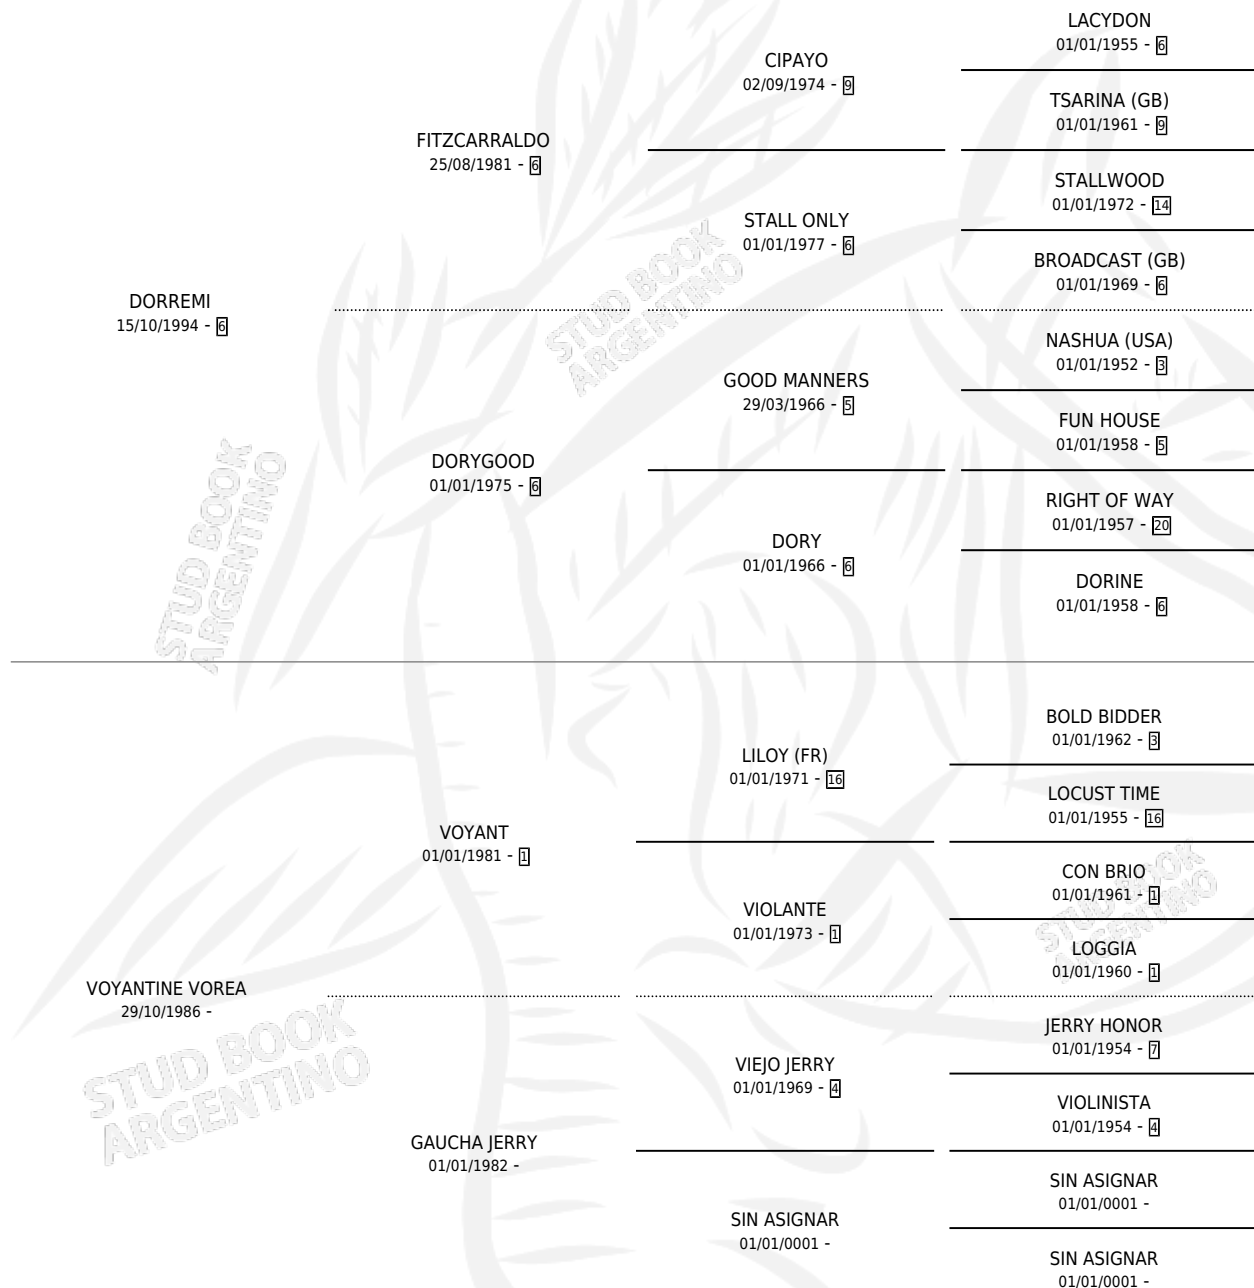 LACYDON
01/01/1955 - 6
CIPAYO
02/09/1974 - 9
TSARINA (GB)
01/01/1961 - 9
FITZCARRALDO
25/08/1981 - 6
STALLWOOD
01/01/1972 - 14
STALL ONLY
01/01/1977 - 6
BROADCAST (GB)
01/01/1969 - 6
DORREMI
15/10/1994 - 6
STUD BOOK
ARGENTINO
NASHUA (USA)
01/01/1952 - 3
GOOD MANNERS
29/03/1966 - 5
FUN HOUSE
01/01/1958 - 5
DORYGOOD
01/01/1975 - 6
RIGHT OF WAY
01/01/1957 - 20
DORY
01/01/1966 - 6
DORINE
01/01/1958 - 6
STUD BOOK
ARGENTINO
BOLD BIDDER
01/01/1962 - 3
LILOY (FR)
01/01/1971 - 16
LOCUST TIME
01/01/1955 - 16
VOYANT
01/01/1981 - 1
CON BRIO
01/01/1961 - 1
VIOLANTE
01/01/1973 - 1
LOGGIA
01/01/1960 - 1
STUD BOOK
ARGENTINO
VOYANTINE VOREA
29/10/1986 -
STUD BOOK
ARGENTINO
JERRY HONOR
01/01/1954 - 7
VIEJO JERRY
01/01/1969 - 4
VIOLINISTA
01/01/1954 - 4
GAUCHA JERRY
01/01/1982 -
SIN ASIGNAR
01/01/0001 -
SIN ASIGNAR
01/01/0001 -
SIN ASIGNAR
01/01/0001 -